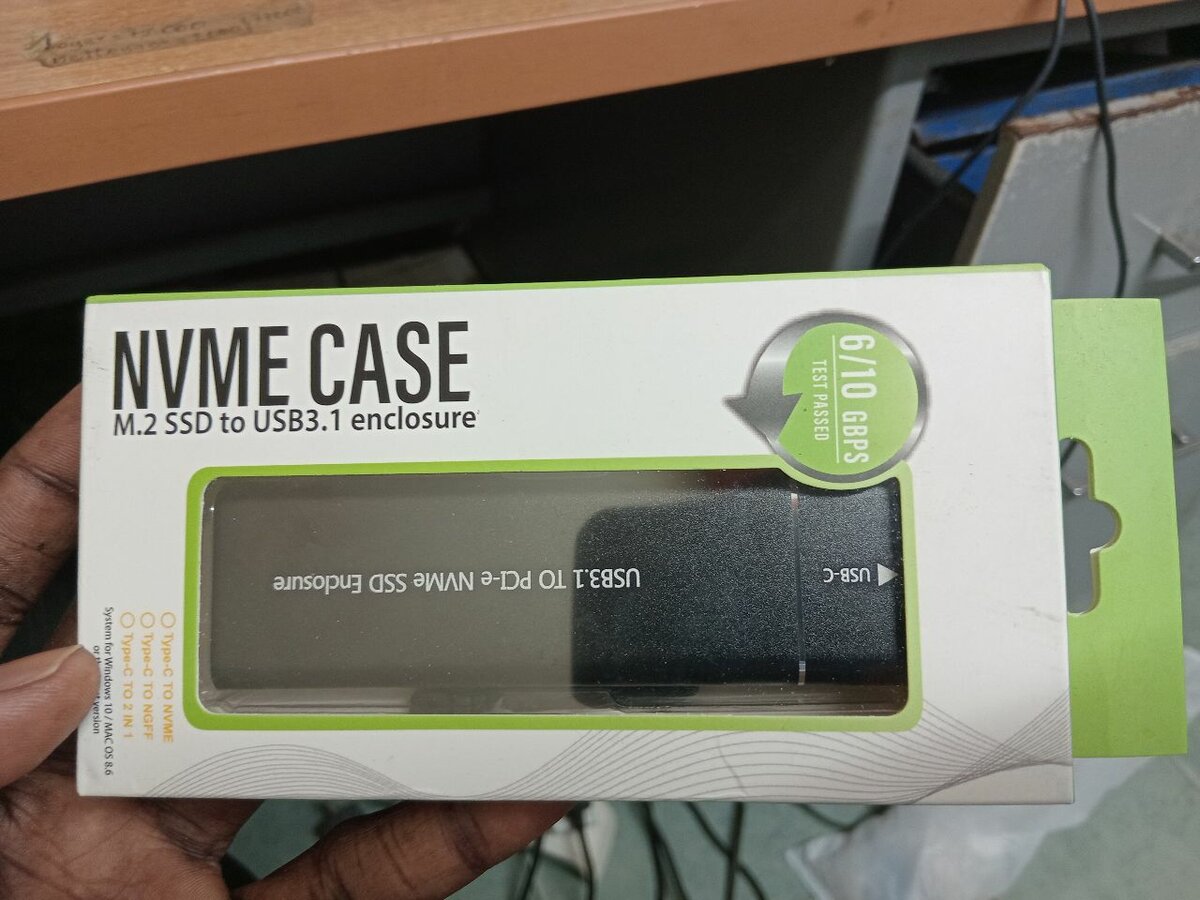 NVME CASE
M.2 SSD to USB3.1 enclosure
6/10 GBPS
TEST PASSED
USB3.1 TO PCI-e NVMe SSD Enclosure
USB-C
Type-C TO NVME
Type-C TO NGFF
Type-C TO 2 IN 1
System for Windows 10 / MAC OS 8.6
or version